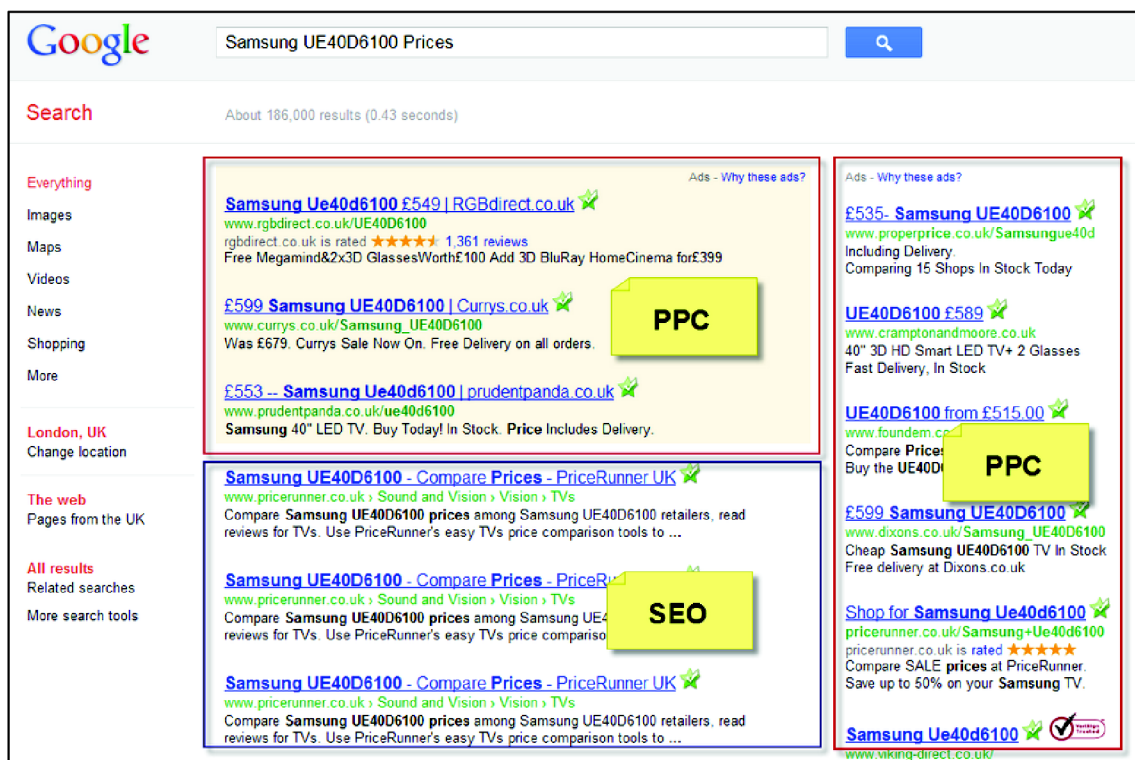 Google
Samsung UE40D6100 Prices
Search
About 186,000 results (0.43 seconds)
Everything
Images
Maps
Videos
News
Shopping
More
London, UK
Change location
The web
Pages from the UK
All results
Related searches
More search tools
Ads - Why these ads?
Samsung Ue40d6100 £549 | RGBdirect.co.uk
www.rgbdirect.co.uk/UE40D6100
rgbdirect.co.uk is rated 1,361 reviews
Free Megamind&2x3D GlassesWorth£100 Add 3D BluRay HomeCinema for£399
£599 Samsung UE40D6100 | Currys.co.uk
www.currys.co.uk/Samsung_UE40D6100
Was £679. Currys Sale Now On. Free Delivery on all orders.
£553 -- Samsung Ue40d6100 | prudentpanda.co.uk
www.prudentpanda.co.uk/ue40d6100
Samsung 40" LED TV. Buy Today! In Stock. Price Includes Delivery.
PPC
Samsung UE40D6100 - Compare Prices - PriceRunner UK
www.pricerunner.co.uk › Sound and Vision › Vision › TVs
Compare Samsung UE40D6100 prices among Samsung UE40D6100 retailers, read
reviews for TVs. Use PriceRunner's easy TVs price comparison tools to ...
Samsung UE40D6100 - Compare Prices - PriceRu
www.pricerunner.co.uk › Sound and Vision › Vision › TVs
Compare Samsung UE40D6100 prices among Samsung UE4
reviews for TVs. Use PriceRunner's easy TVs price comparison
SEO
Samsung UE40D6100 - Compare Prices - PriceRunner UK
www.pricerunner.co.uk › Sound and Vision › Vision › TVs
Compare Samsung UE40D6100 prices among Samsung UE40D6100 retailers, read
reviews for TVs. Use PriceRunner's easy TVs price comparison tools to ...
Ads - Why these ads?
£535- Samsung UE40D6100
www.properprice.co.uk/Samsungue40d
Including Delivery.
Comparing 15 Shops In Stock Today
UE40D6100 £589
www.cramptonandmoore.co.uk
40" 3D HD Smart LED TV+ 2 Glasses
Fast Delivery, In Stock
UE40D6100 from £515.00
www.foundem.co
Compare Prices
Buy the UE40D
PPC
£599 Samsung UE40D6100
www.dixons.co.uk/Samsung_UE40D6100
Cheap Samsung UE40D6100 TV In Stock
Free delivery at Dixons.co.uk
Shop for Samsung Ue40d6100
pricerunner.co.uk/Samsung+Ue40d6100
pricerunner.co.uk is rated
Compare SALE prices at PriceRunner.
Save up to 50% on your Samsung TV.
Samsung Ue40d6100
VeriSign
Trusted
www.viking-direct.co.uk/